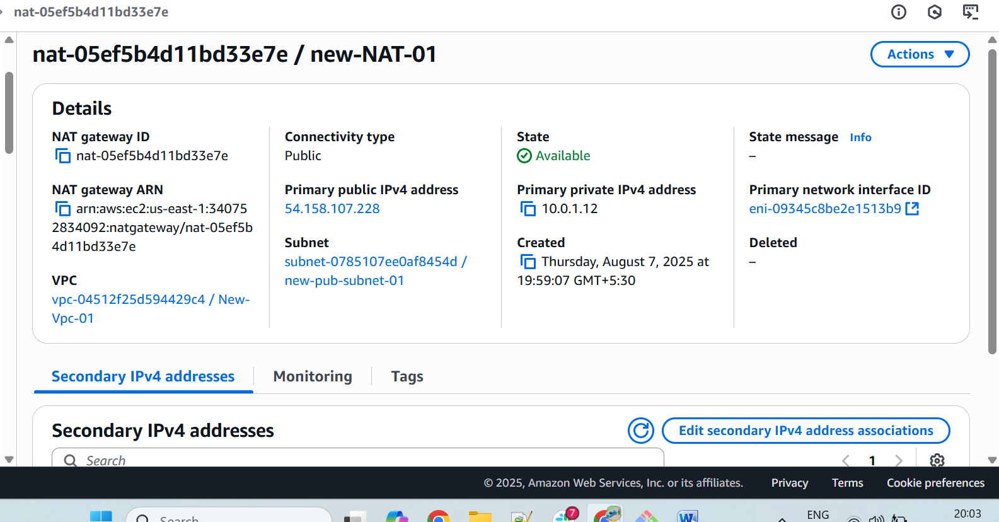 nat-05ef5b4d11bd33e7e
nat-05ef5b4d11bd33e7e / new-NAT-01
Actions
Details
NAT gateway ID
nat-05ef5b4d11bd33e7e
NAT gateway ARN
arn:aws:ec2:us-east-1:34075
2834092:natgateway/nat-05ef5b
4d11bd33e7e
VPC
vpc-04512f25d594429c4 / New-
Vpc-01
Connectivity type
Public
Primary public IPv4 address
54.158.107.228
Subnet
subnet-0785107ee0af8454d /
new-pub-subnet-01
State
Available
Primary private IPv4 address
10.0.1.12
Created
Thursday, August 7, 2025 at
19:59:07 GMT+5:30
State message Info
–
Primary network interface ID
eni-09345c8be2e1513b9
Deleted
–
Secondary IPv4 addresses
Monitoring
Tags
Secondary IPv4 addresses
Edit secondary IPv4 address associations
Search
1
© 2025, Amazon Web Services, Inc. or its affiliates.
Privacy
Terms
Cookie preferences
Search
7
W
ENG
20:03